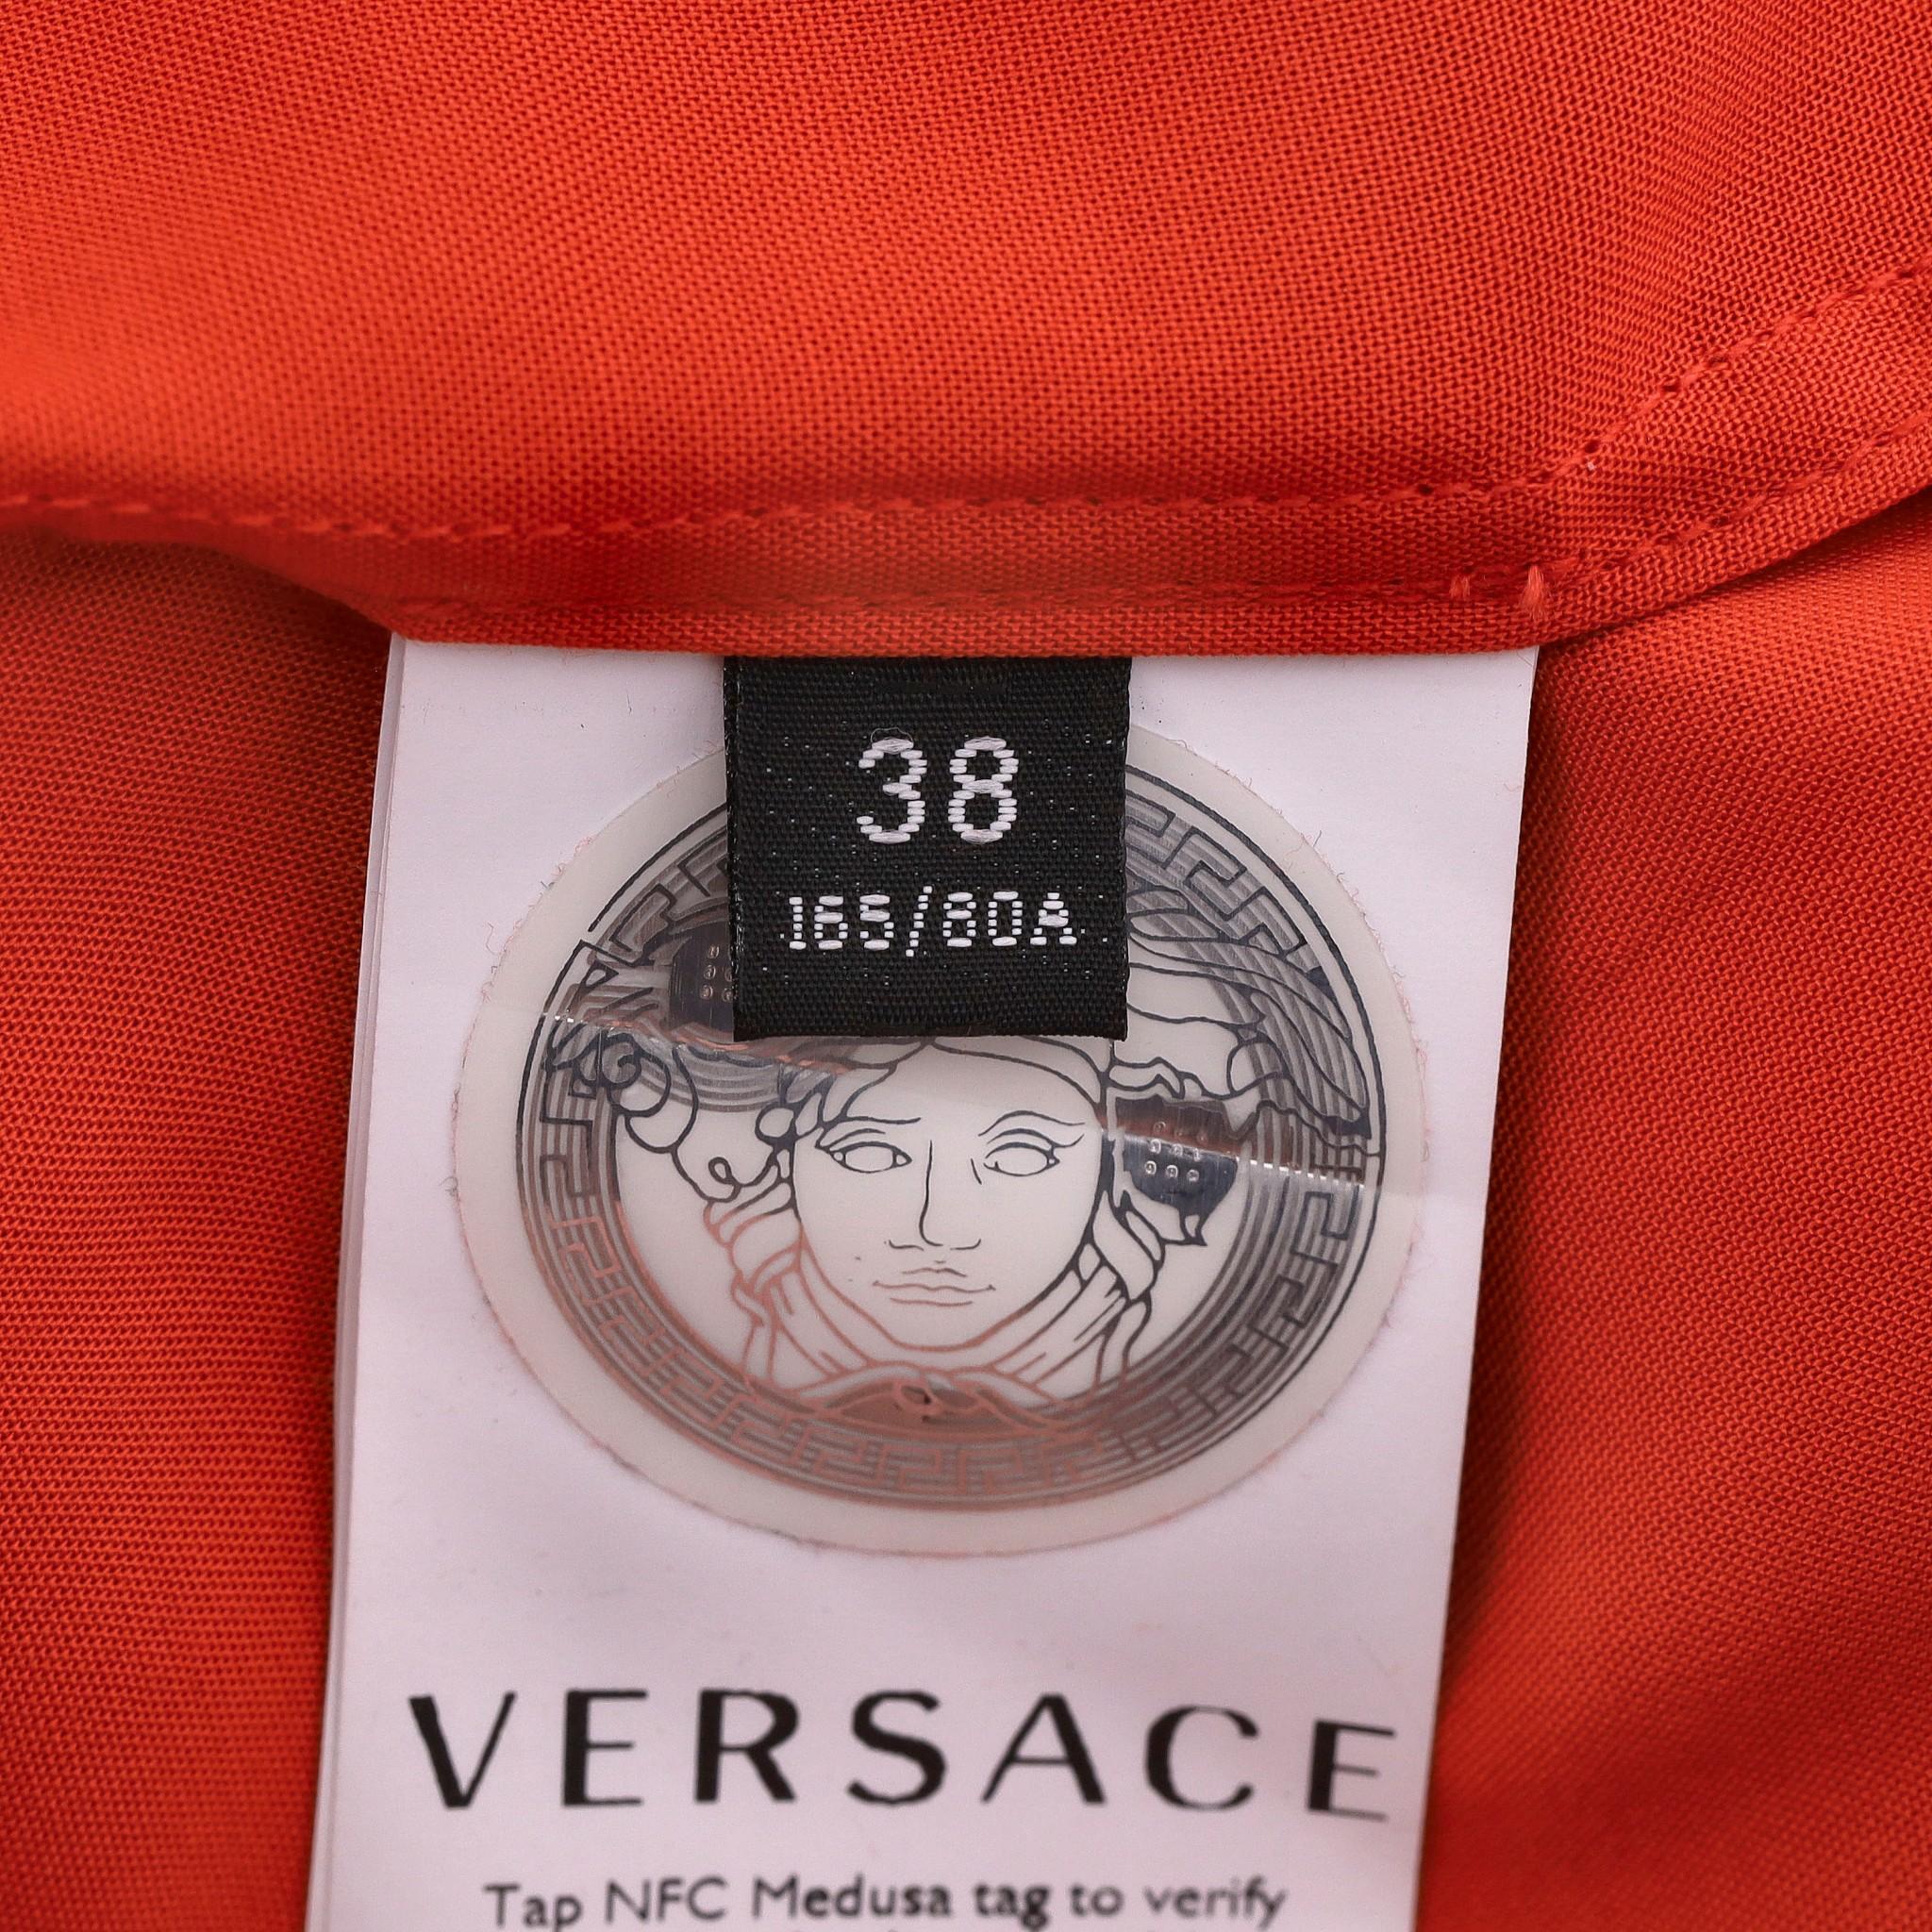 38
165/80A
VERSACE
Tap NFC Medusa tag to verify